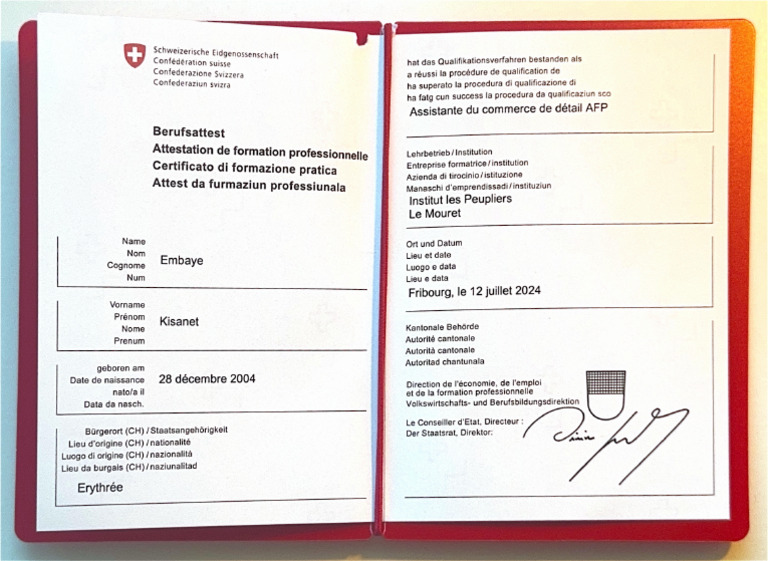 Schweizerische Eidgenossenschaft
Confédération suisse
Confederazione Svizzera
Confederaziun svizra
Berufsattest
Attestation de formation professionnelle
Certificato di formazione pratica
Attest da furmaziun professiunala
Name
Nom
Cognome
Num
Embaye
Vorname
Prénom
Nome
Prenum
Kisanet
geboren am
Date de naissance
nato/a il
Data da nasch.
28 décembre 2004
Bürgerort (CH) / Staatsangehörigkeit
Lieu d'origine (CH) / nationalité
Luogo di origine (CH) / nazionalità
Lieu da burgais (CH) / naziunalitad
Erythrée
hat das Qualifikationsverfahren bestanden als
a réussi la procédure de qualification de
ha superato la procedura di qualificazione di
ha fatg cun success la procedura da qualificaziun sco
Assistante du commerce de détail AFP
Lehrbetrieb / Institution
Entreprise formatrice / institution
Azienda di tirocinio / istituzione
Manaschi d'emprendissadi / instituziun
Institut les Peupliers
Le Mouret
Ort und Datum
Lieu et date
Luogo e data
Lieu e data
Fribourg, le 12 juillet 2024
Kantonale Behörde
Autorité cantonale
Autorità cantonale
Autoritad chantunala
Direction de l'économie, de l'emploi
et de la formation professionnelle
Volkswirtschafts- und Berufsbildungsdirektion
Le Conseiller d'Etat, Directeur :
Der Staatsrat, Direktor: